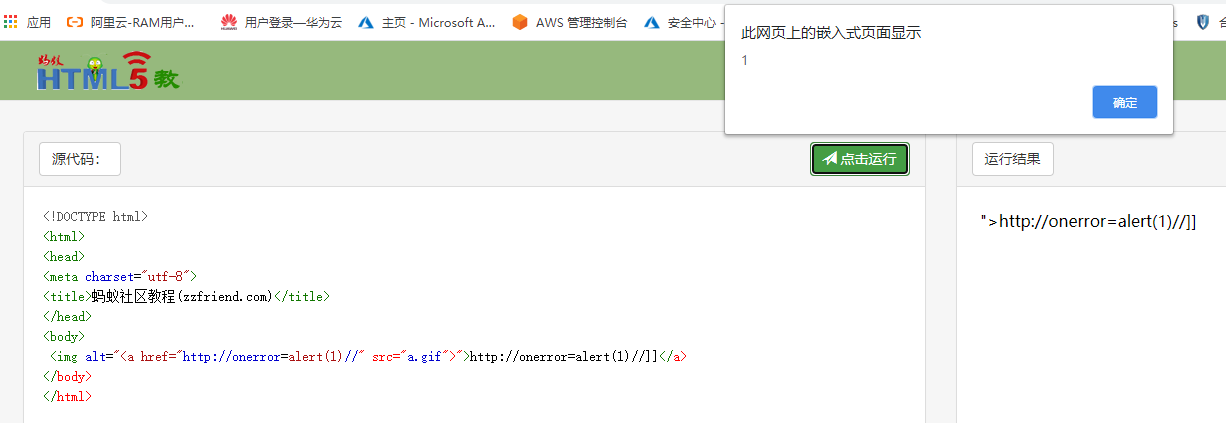 应用 阿里云-RAM用户... 用户登录—华为云 主页 - Microsoft A... AWS 管理控制台 安全中心 -
此网页上的嵌入式页面显示
1
确定
蚂蚁
HTML5 教
源代码： 点击运行
<!DOCTYPE html>
<html>
<head>
<meta charset="utf-8">
<title>蚂蚁社区教程(zzfriend.com)</title>
</head>
<body>
<img alt="<a href="http://onerror=alert(1)//" src="a.gif">">http://onerror=alert(1)//]]</a>
</body>
</html>
运行结果
">http://onerror=alert(1)//]]